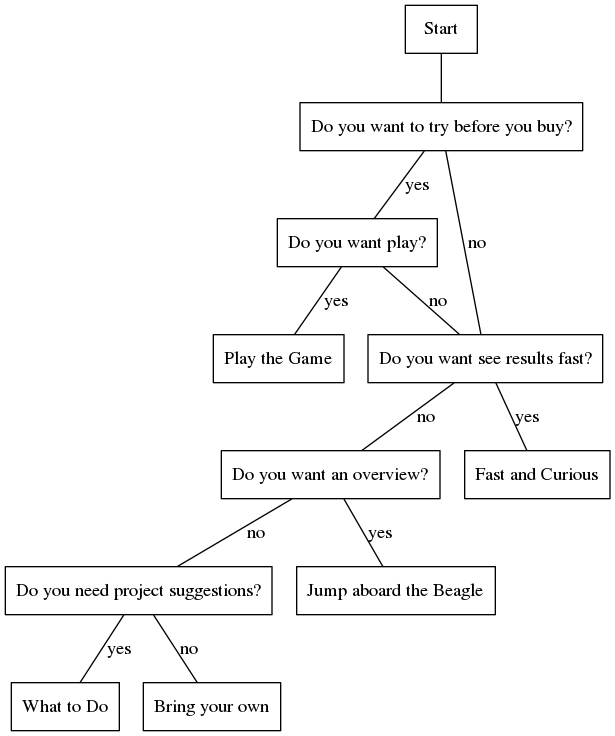 Start
Do you want to try before you buy?
yes
Do you want play?
no
yes
no
Play the Game
Do you want see results fast?
no
yes
Do you want an overview?
Fast and Curious
no
yes
Do you need project suggestions?
Jump aboard the Beagle
yes
no
What to Do
Bring your own